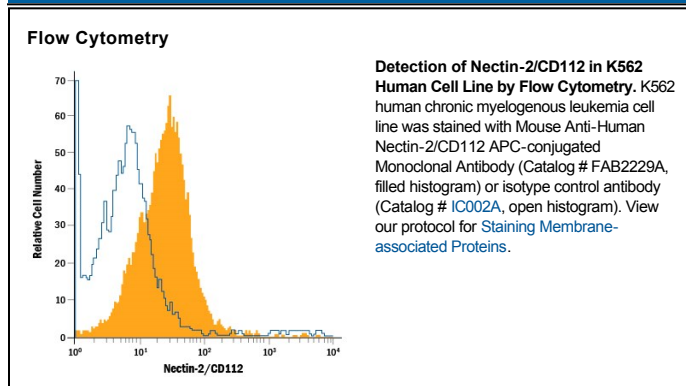 Flow Cytometry
70
60
50
40
30
20
10
0
Relative Cell Number
10⁰
10¹
10²
10³
10⁴
Nectin-2/CD112
Detection of Nectin-2/CD112 in K562
Human Cell Line by Flow Cytometry. K562
human chronic myelogenous leukemia cell
line was stained with Mouse Anti-Human
Nectin-2/CD112 APC-conjugated
Monoclonal Antibody (Catalog # FAB2229A,
filled histogram) or isotype control antibody
(Catalog # IC002A, open histogram). View
our protocol for Staining Membrane-
associated Proteins.